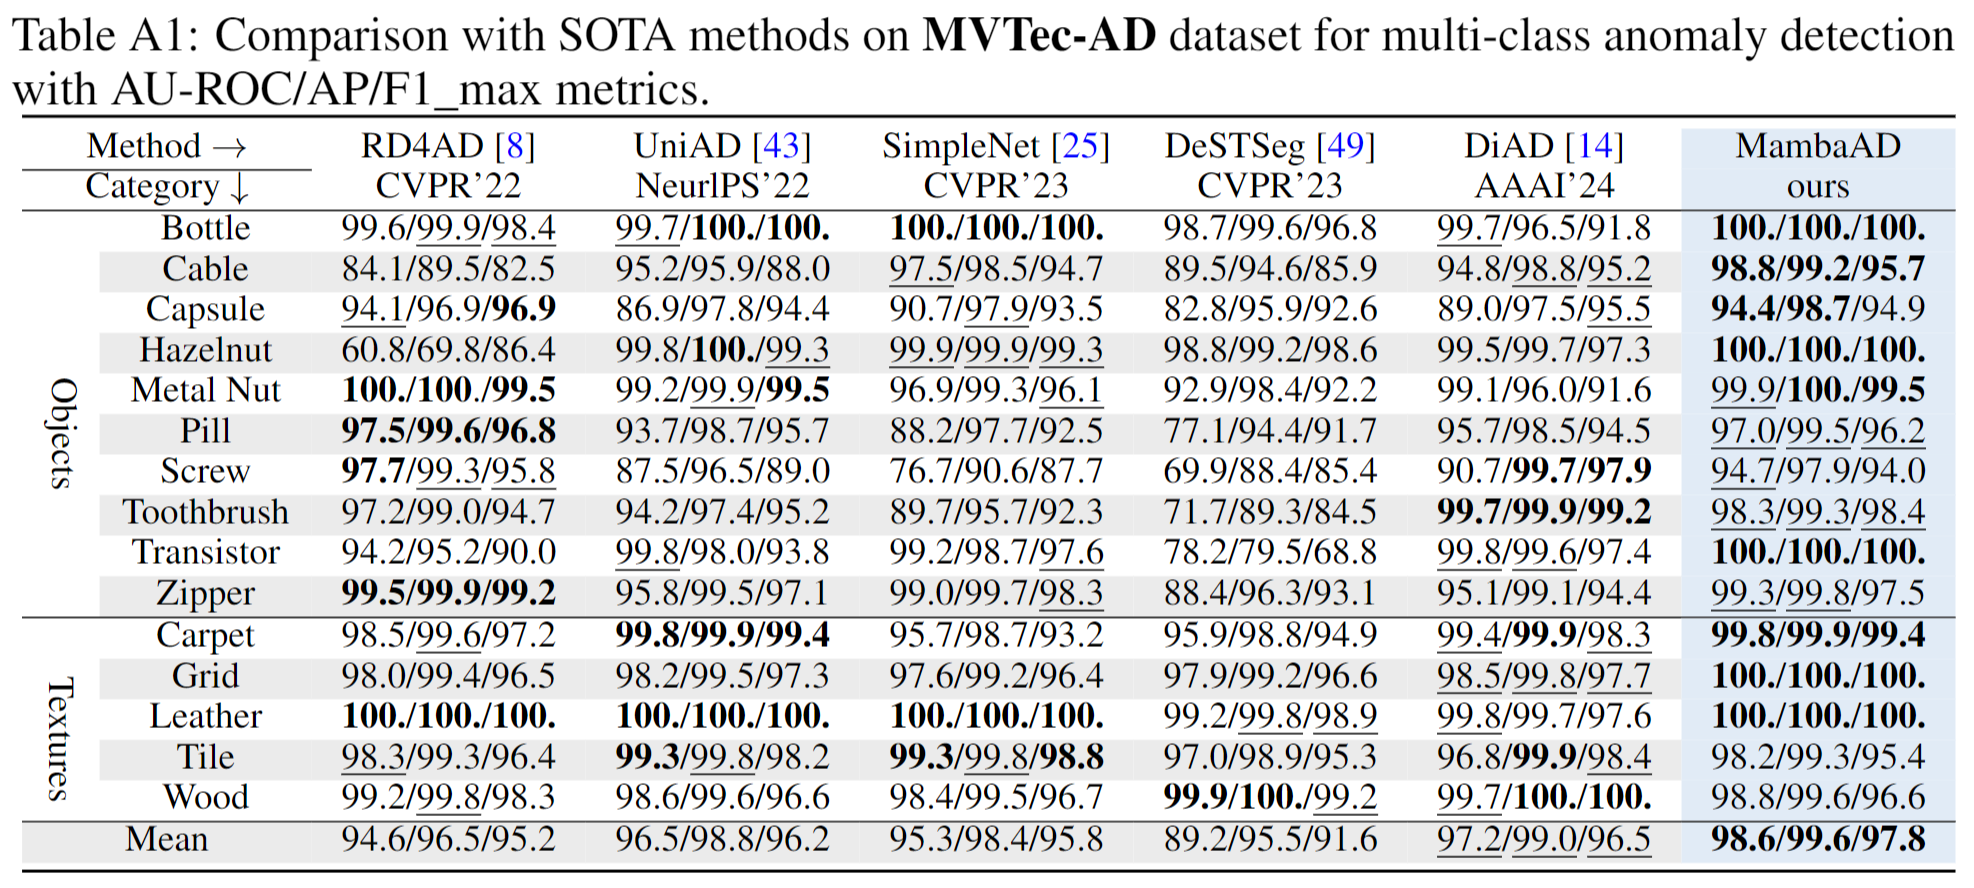 Table A1: Comparison with SOTA methods on MVTec-AD dataset for multi-class anomaly detection
with AU-ROC/AP/F1_max metrics.
Method → RD4AD [8] UniAD [43] SimpleNet [25] DeSTSeg [49] DiAD [14] MambaAD
Category ↓ CVPR'22 NeurlPS'22 CVPR'23 CVPR'23 AAAI'24 ours
Objects
Bottle 99.6/99.9/98.4 99.7/100./100. 100./100./100. 98.7/99.6/96.8 99.7/96.5/91.8 100./100./100.
Cable 84.1/89.5/82.5 95.2/95.9/88.0 97.5/98.5/94.7 89.5/94.6/85.9 94.8/98.8/95.2 98.8/99.2/95.7
Capsule 94.1/96.9/96.9 86.9/97.8/94.4 90.7/97.9/93.5 82.8/95.9/92.6 89.0/97.5/95.5 94.4/98.7/94.9
Hazelnut 60.8/69.8/86.4 99.8/100./99.3 99.9/99.9/99.3 98.8/99.2/98.6 99.5/99.7/97.3 100./100./100.
Metal Nut 100./100./99.5 99.2/99.9/99.5 96.9/99.3/96.1 92.9/98.4/92.2 99.1/96.0/91.6 99.9/100./99.5
Pill 97.5/99.6/96.8 93.7/98.7/95.7 88.2/97.7/92.5 77.1/94.4/91.7 95.7/98.5/94.5 97.0/99.5/96.2
Screw 97.7/99.3/95.8 87.5/96.5/89.0 76.7/90.6/87.7 69.9/88.4/85.4 90.7/99.7/97.9 94.7/97.9/94.0
Toothbrush 97.2/99.0/94.7 94.2/97.4/95.2 89.7/95.7/92.3 71.7/89.3/84.5 99.7/99.9/99.2 98.3/99.3/98.4
Transistor 94.2/95.2/90.0 99.8/98.0/93.8 99.2/98.7/97.6 78.2/79.5/68.8 99.8/99.6/97.4 100./100./100.
Zipper 99.5/99.9/99.2 95.8/99.5/97.1 99.0/99.7/98.3 88.4/96.3/93.1 95.1/99.1/94.4 99.3/99.8/97.5
Textures
Carpet 98.5/99.6/97.2 99.8/99.9/99.4 95.7/98.7/93.2 95.9/98.8/94.9 99.4/99.9/98.3 99.8/99.9/99.4
Grid 98.0/99.4/96.5 98.2/99.5/97.3 97.6/99.2/96.4 97.9/99.2/96.6 98.5/99.8/97.7 100./100./100.
Leather 100./100./100. 100./100./100. 100./100./100. 99.2/99.8/98.9 99.8/99.7/97.6 100./100./100.
Tile 98.3/99.3/96.4 99.3/99.8/98.2 99.3/99.8/98.8 97.0/98.9/95.3 96.8/99.9/98.4 98.2/99.3/95.4
Wood 99.2/99.8/98.3 98.6/99.6/96.6 98.4/99.5/96.7 99.9/100./99.2 99.7/100./100. 98.8/99.6/96.6
Mean 94.6/96.5/95.2 96.5/98.8/96.2 95.3/98.4/95.8 89.2/95.5/91.6 97.2/99.0/96.5 98.6/99.6/97.8